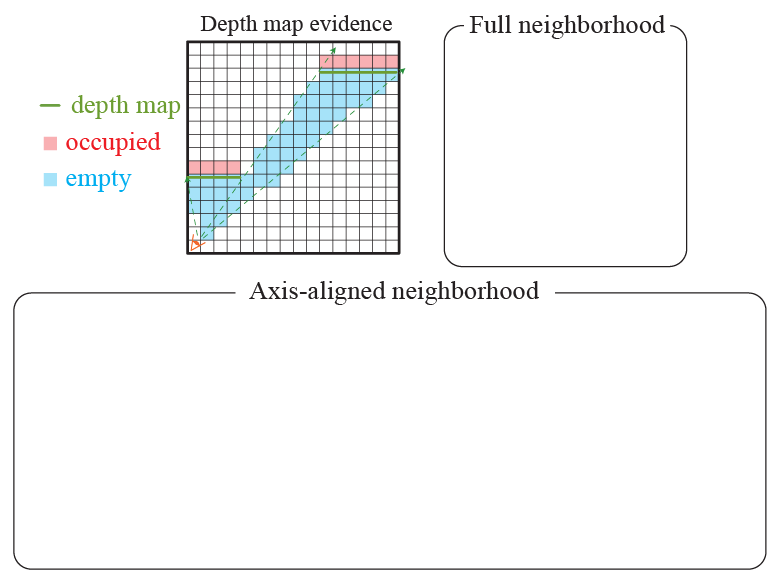 Depth map evidence
Full neighborhood
depth map
occupied
empty
Axis-aligned neighborhood